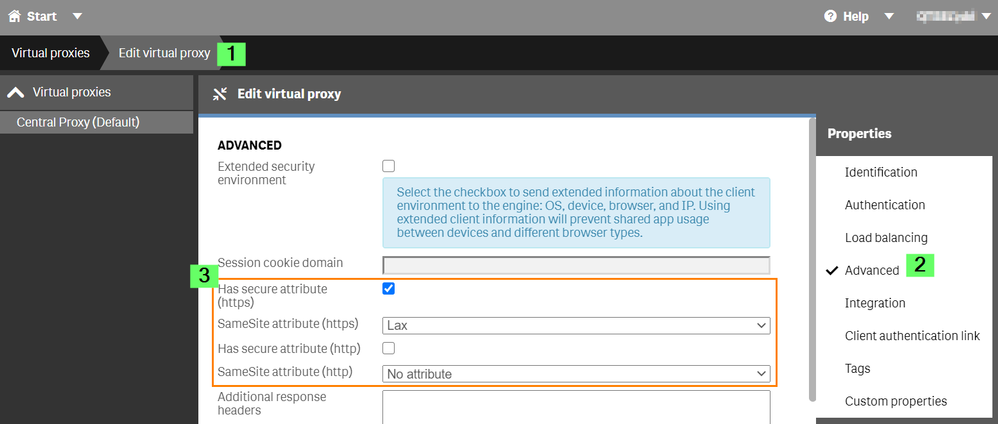 Start
Help
Virtual proxies
Edit virtual proxy
1
Virtual proxies
Central Proxy (Default)
Edit virtual proxy
ADVANCED
Extended security
environment
Select the checkbox to send extended information about the client
environment to the engine: OS, device, browser, and IP. Using
extended client information will prevent shared app usage
between devices and different browser types.
Session cookie domain
3
Has secure attribute
(https)
SameSite attribute (https)
Lax
Has secure attribute (http)
SameSite attribute (http)
No attribute
Additional response
headers
Properties
Identification
Authentication
Load balancing
Advanced
2
Integration
Client authentication link
Tags
Custom properties